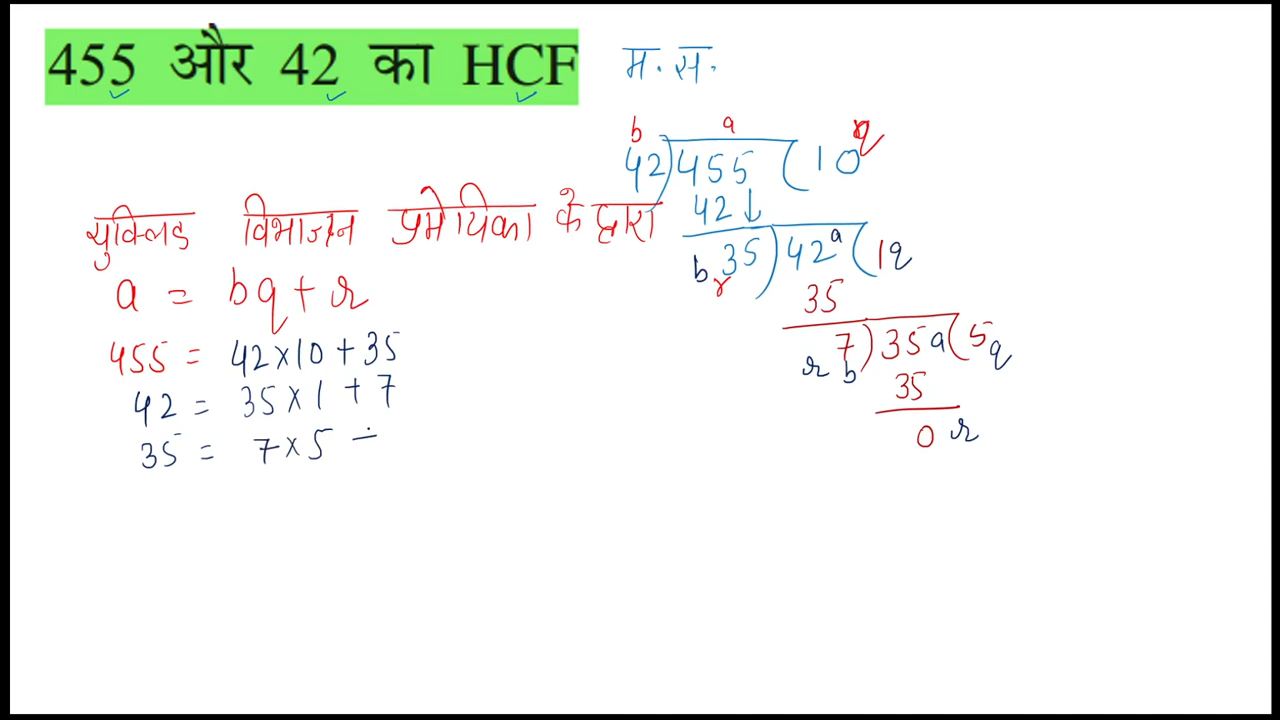 455 और 42 का HCF म. स.
युक्लिड विभाजन प्रमेयिका के द्वारा
a = bq + r
455 = 42 × 10 + 35
42 = 35 × 1 + 7
35 = 7 × 5 +
b a q
42) 455 ( 10
42 ↓
b r 35) 42 a ( 1 q
35
r 7 b) 35 a ( 5 q
35
0 r